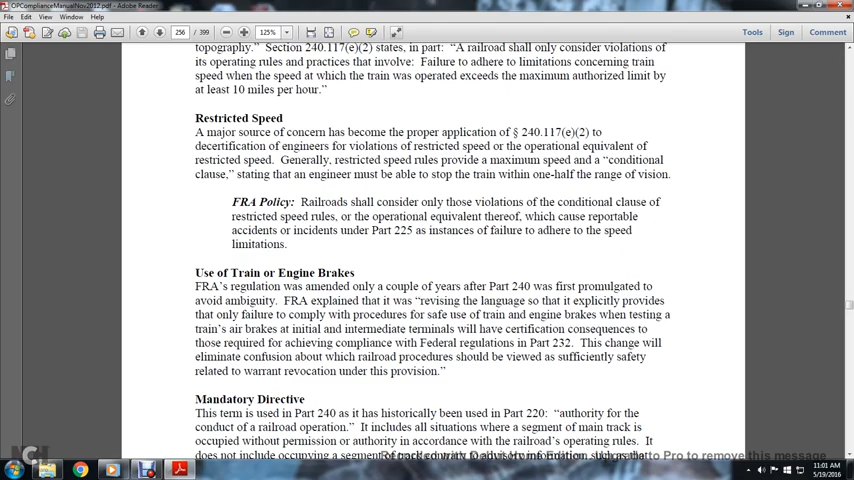 OPComplianceManualNov2012.pdf - Adobe Reader
File Edit View Window Help
256 / 399 125% Tools Sign Comment
topography." Section 240.117(e)(2) states, in part: "A railroad shall only consider violations of
its operating rules and practices that involve: Failure to adhere to limitations concerning train
speed when the speed at which the train was operated exceeds the maximum authorized limit by
at least 10 miles per hour."
Restricted Speed
A major source of concern has become the proper application of § 240.117(e)(2) to
decertification of engineers for violations of restricted speed or the operational equivalent of
restricted speed. Generally, restricted speed rules provide a maximum speed and a "conditional
clause," stating that an engineer must be able to stop the train within one-half the range of vision.
FRA Policy: Railroads shall consider only those violations of the conditional clause of
restricted speed rules, or the operational equivalent thereof, which cause reportable
accidents or incidents under Part 225 as instances of failure to adhere to the speed
limitations.
Use of Train or Engine Brakes
FRA's regulation was amended only a couple of years after Part 240 was first promulgated to
avoid ambiguity. FRA explained that it was "revising the language so that it explicitly provides
that only failure to comply with procedures for safe use of train and engine brakes when testing a
train's air brakes at initial and intermediate terminals will have certification consequences to
those required for achieving compliance with Federal regulations in Part 232. This change will
eliminate confusion about which railroad procedures should be viewed as sufficiently safety
related to warrant revocation under this provision."
Mandatory Directive
This term is used in Part 240 as it has historically been used in Part 220: "authority for the
conduct of a railroad operation." It includes all situations where a segment of main track is
occupied without permission or authority in accordance with the railroad's operating rules. It
does not include occupying a segment
to remove this message
NCH
11:01 AM
5/19/2016